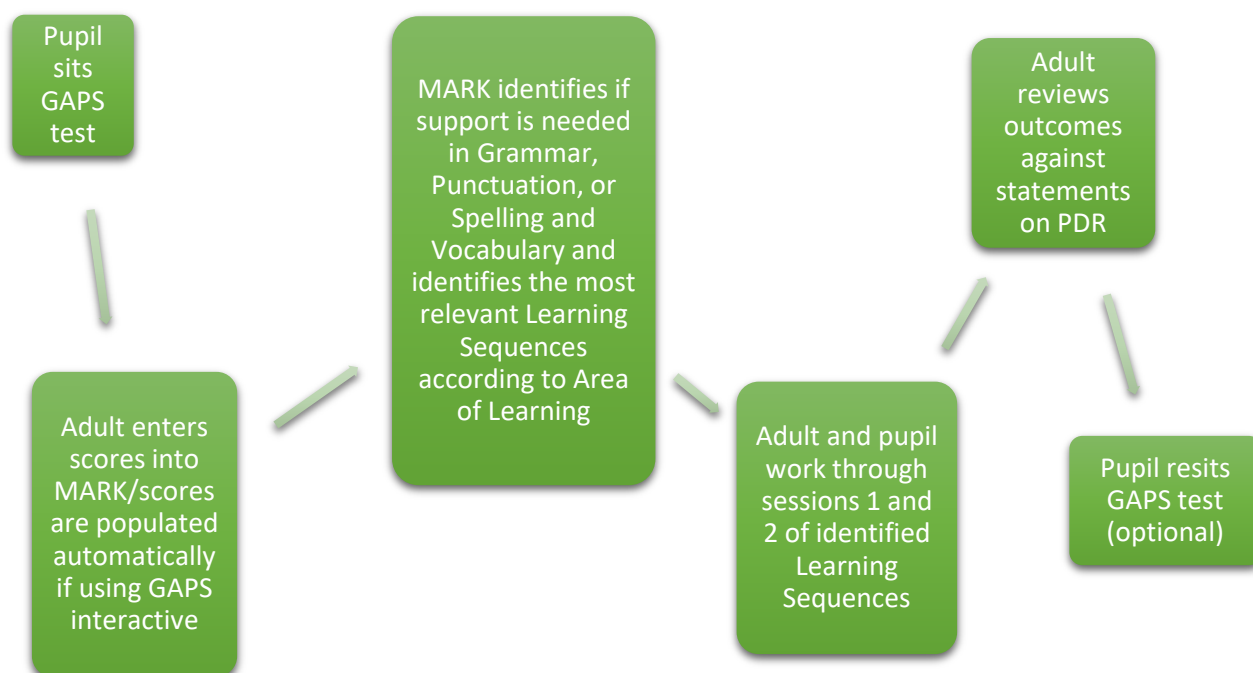 Pupil
sits
GAPS
test
Adult enters
scores into
MARK/scores
are populated
automatically
if using GAPS
interactive
MARK identifies if
support is needed
in Grammar,
Punctuation, or
Spelling and
Vocabulary and
identifies the most
relevant Learning
Sequences
according to Area
of Learning
Adult and pupil
work through
sessions 1 and
2 of identified
Learning
Sequences
Adult
reviews
outcomes
against
statements
on PDR
Pupil resits
GAPS test
(optional)